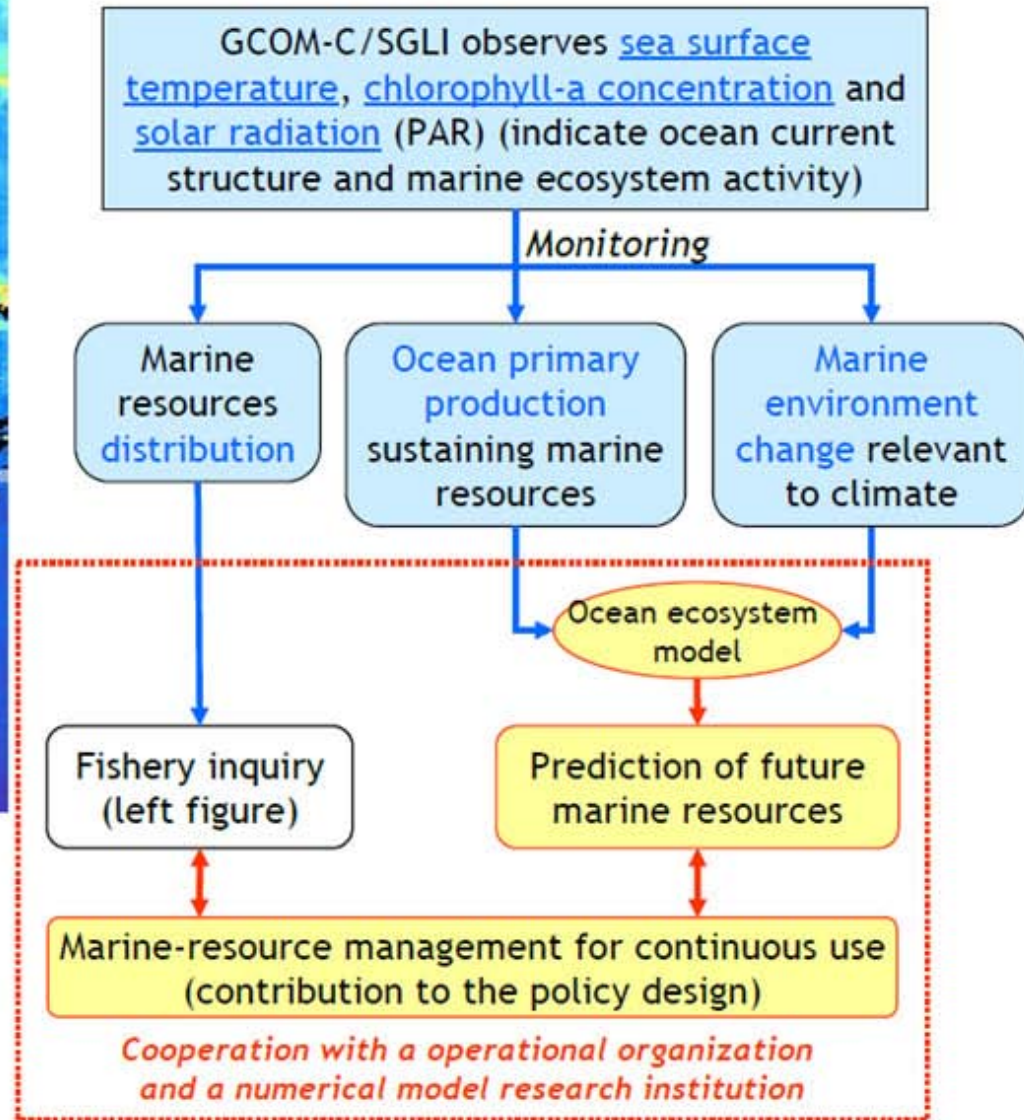 GCOM-C/SGLI observes sea surface
temperature, chlorophyll-a concentration and
solar radiation (PAR) (indicate ocean current
structure and marine ecosystem activity)
Monitoring
Marine
resources
distribution
Ocean primary
production
sustaining marine
resources
Marine
environment
change relevant
to climate
Ocean ecosystem
model
Fishery inquiry
(left figure)
Prediction of future
marine resources
Marine-resource management for continuous use
(contribution to the policy design)
Cooperation with a operational organization
and a numerical model research institution